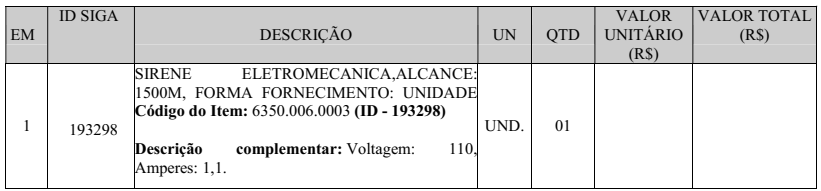 EM ID SIGA DESCRIÇÃO UN QTD VALOR UNITÁRIO (R$) VALOR TOTAL (R$)
SIRENE ELETROMECANICA,ALCANCE:
1500M, FORMA FORNECIMENTO: UNIDADE
Código do Item: 6350.006.0003 (ID - 193298)
1 193298 UND. 01
Descrição complementar: Voltagem: 110,
Amperes: 1,1.